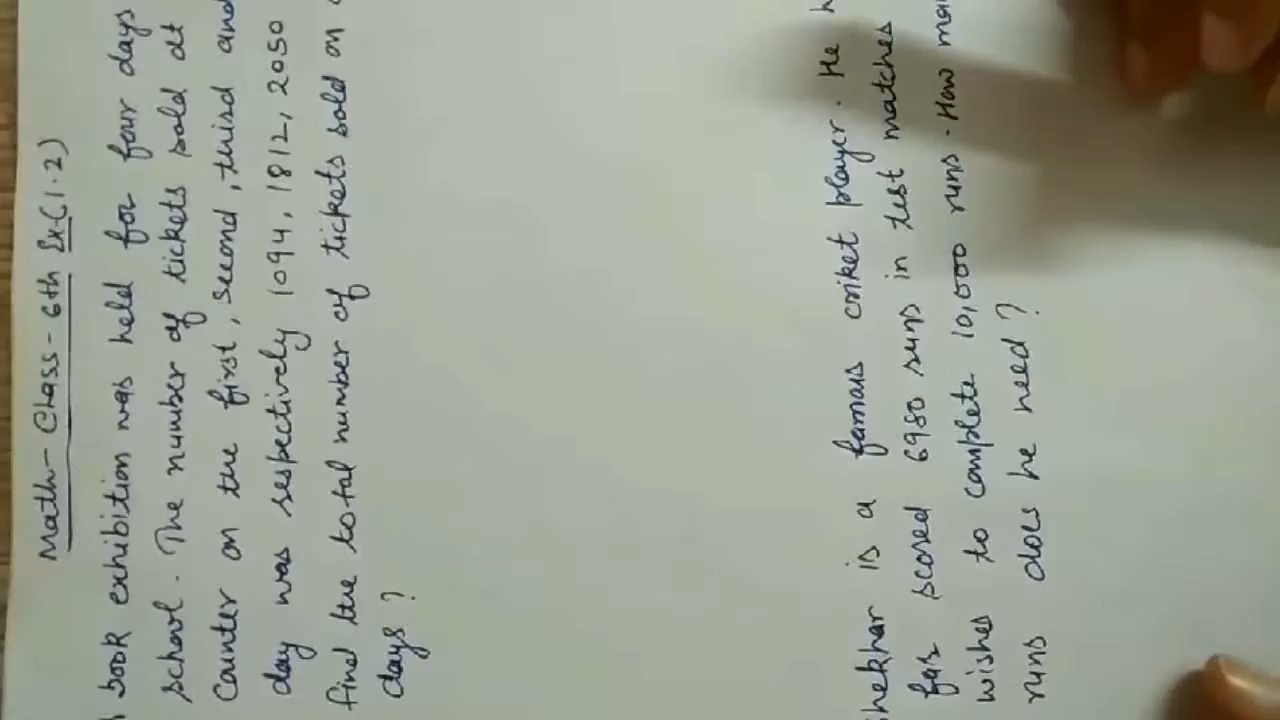 Math - Class - 6th Ex-(1.2)
book exhibition was held for four days
school. The number of tickets sold at
Counter on the first, second, third and
day was respectively 1094, 1812, 2050
find the total number of tickets sold on
days?
shekhar is a famous criket player. He
far scored 6980 runs in test matches
wishes to complete 10,000 runs. How
runs does he need?